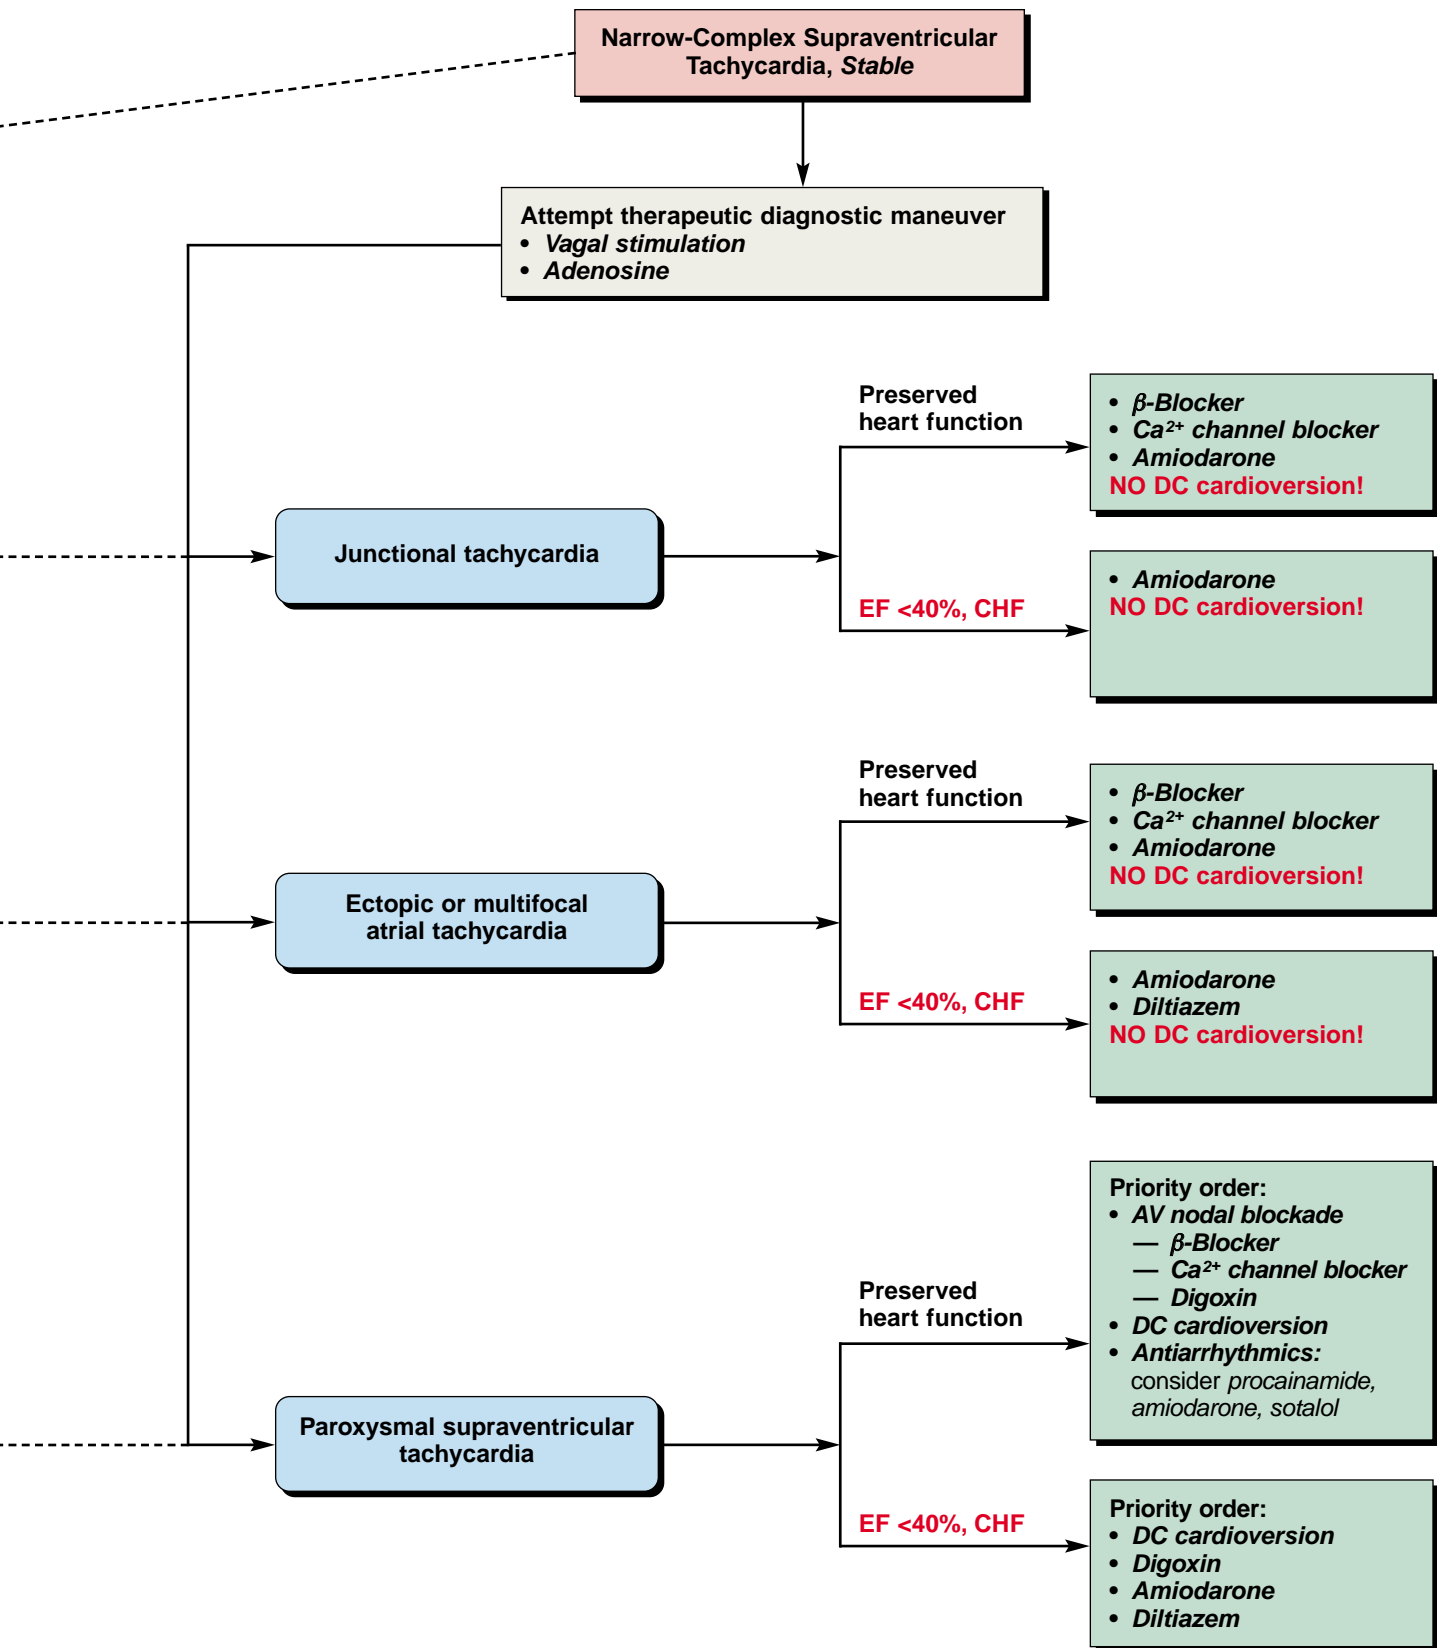 Narrow-Complex Supraventricular
Tachycardia, Stable
Attempt therapeutic diagnostic maneuver
• Vagal stimulation
• Adenosine
Preserved
heart function
• β-Blocker
• Ca²⁺ channel blocker
• Amiodarone
NO DC cardioversion!
Junctional tachycardia
EF <40%, CHF
• Amiodarone
NO DC cardioversion!
Preserved
heart function
• β-Blocker
• Ca²⁺ channel blocker
• Amiodarone
NO DC cardioversion!
Ectopic or multifocal
atrial tachycardia
EF <40%, CHF
• Amiodarone
• Diltiazem
NO DC cardioversion!
Preserved
heart function
Priority order:
• AV nodal blockade
— β-Blocker
— Ca²⁺ channel blocker
— Digoxin
• DC cardioversion
• Antiarrhythmics:
consider procainamide,
amiodarone, sotalol
Paroxysmal supraventricular
tachycardia
EF <40%, CHF
Priority order:
• DC cardioversion
• Digoxin
• Amiodarone
• Diltiazem